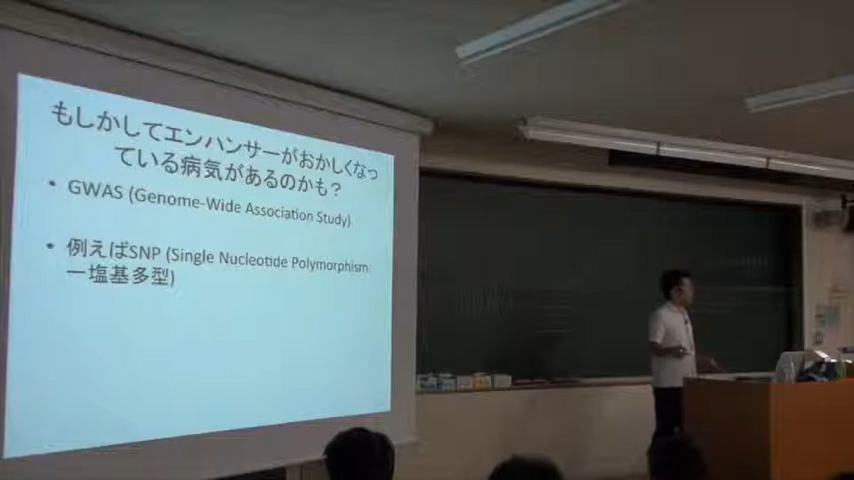 もしかしてエンハンサーがおかしくなっ
ている病気があるのかも?
• GWAS (Genome-Wide Association Study)
• 例えばSNP (Single Nucleotide Polymorphism
一塩基多型)